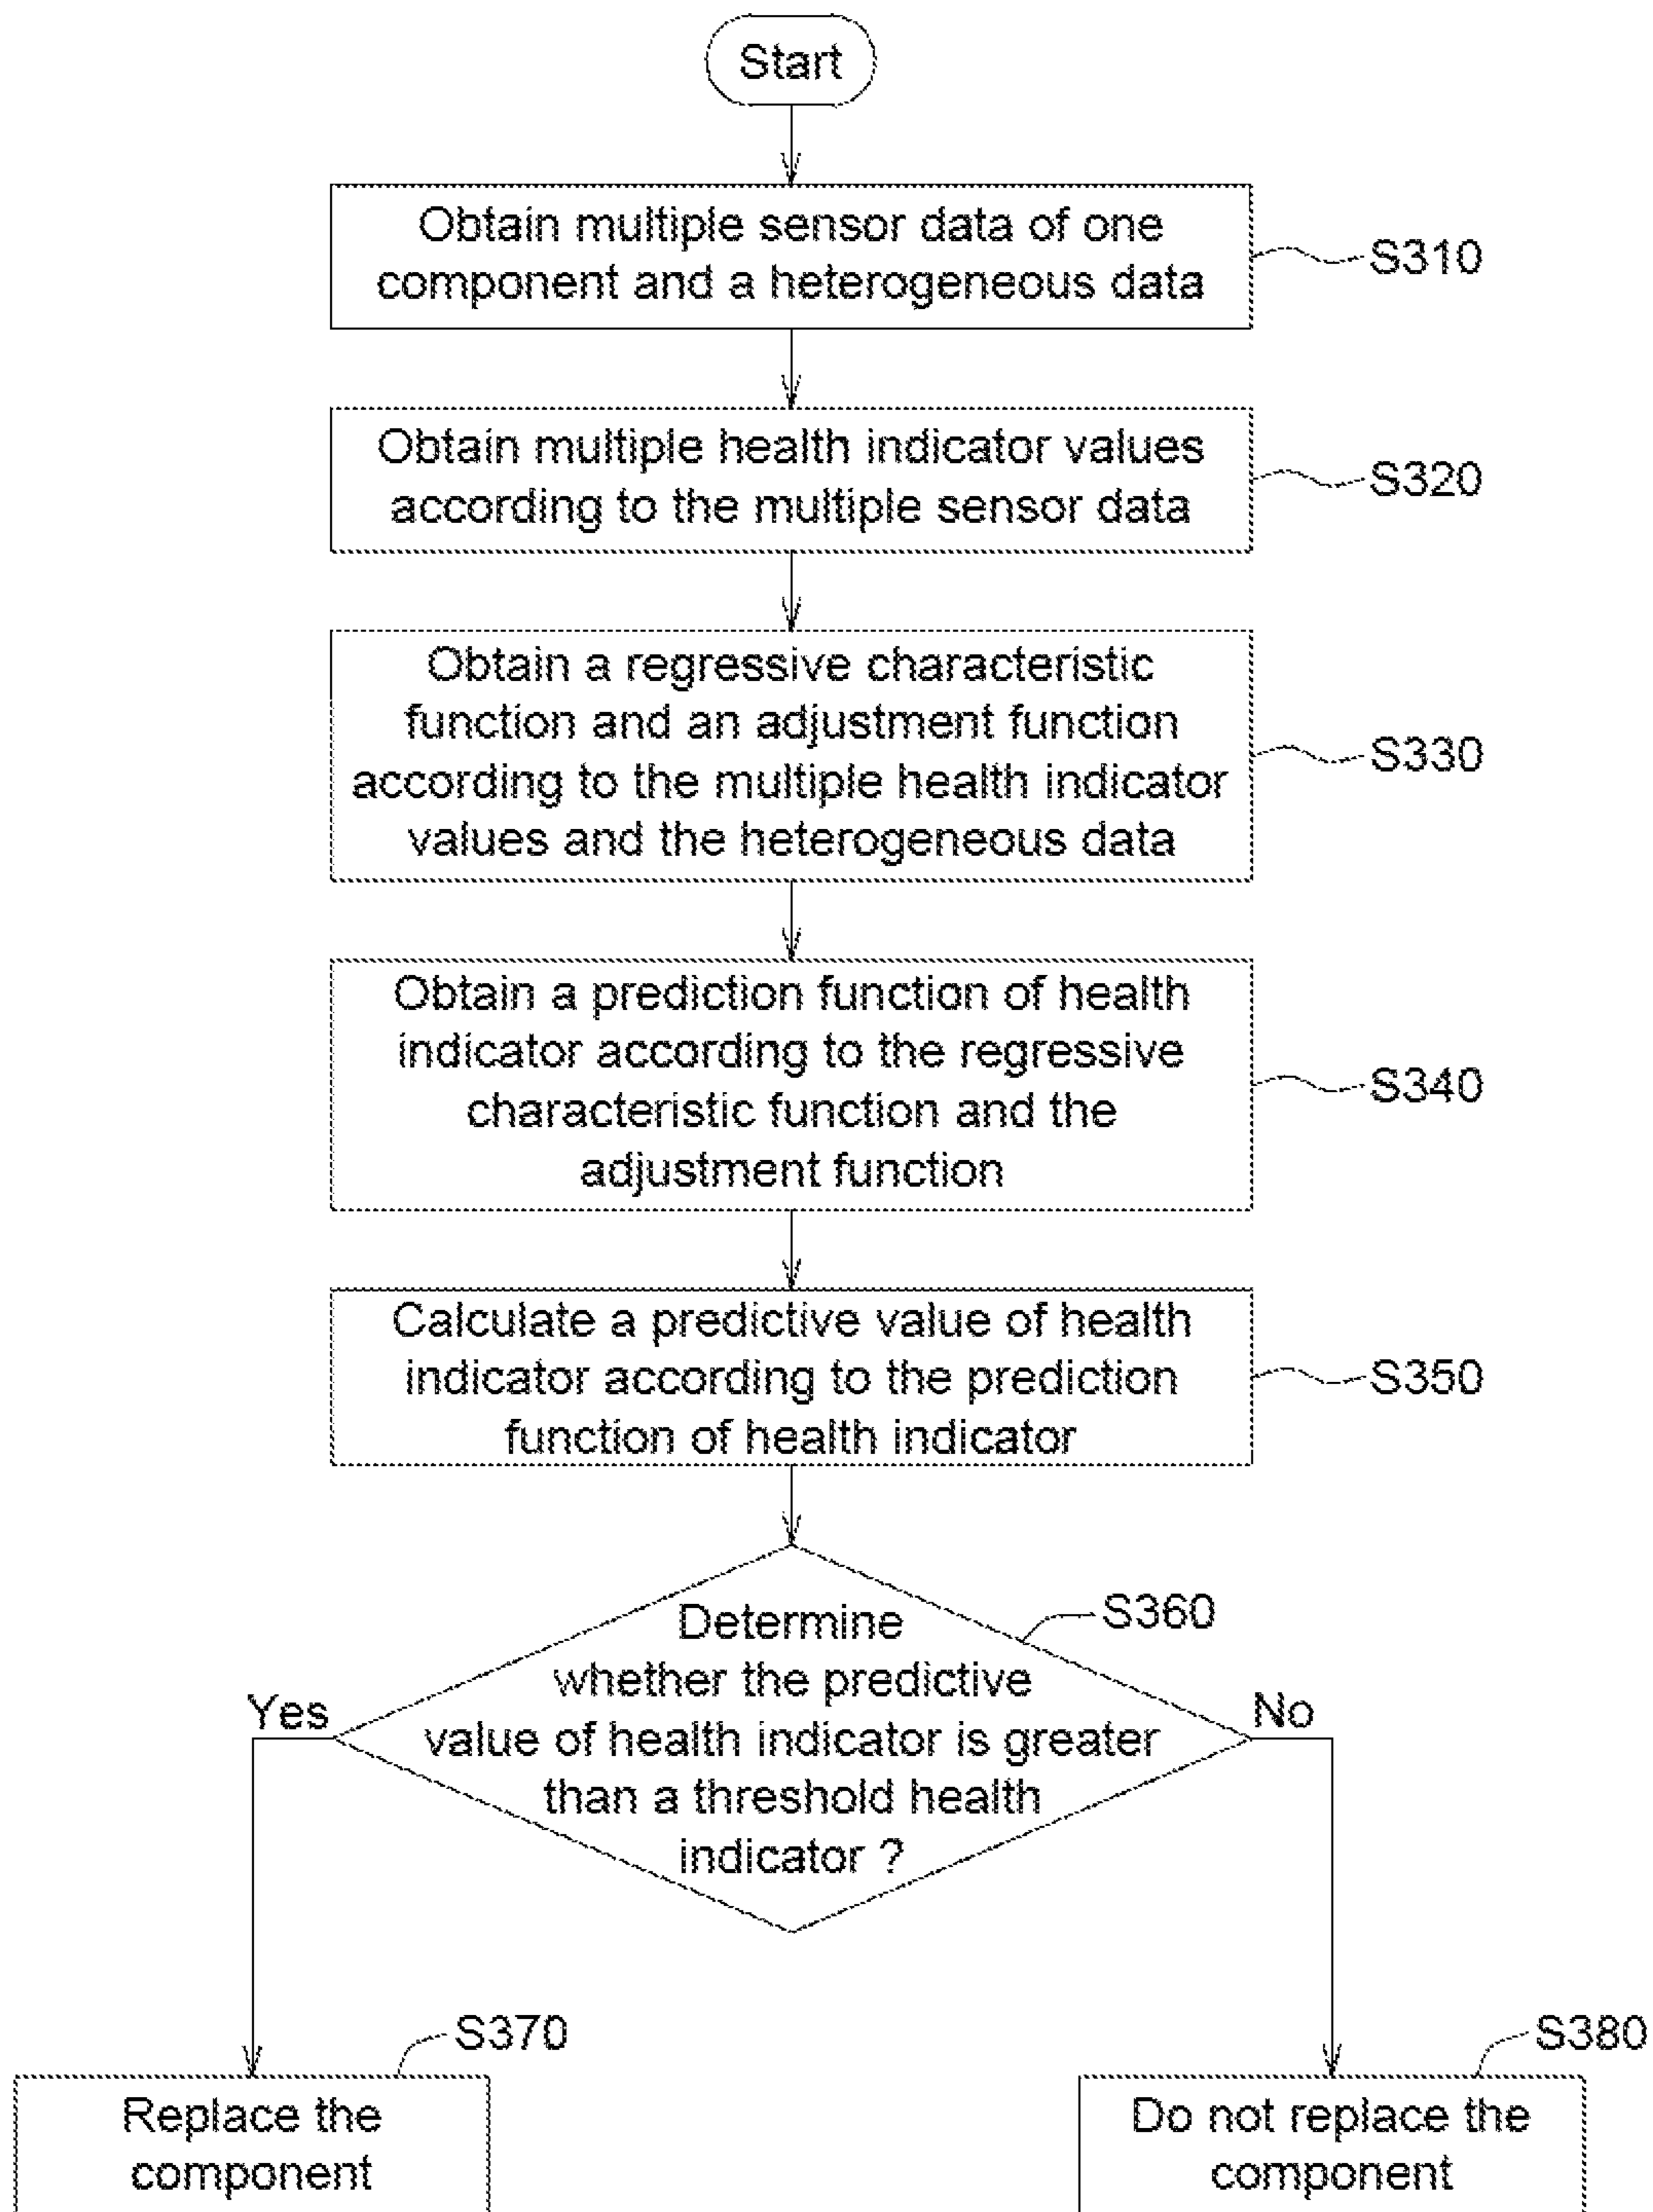 Start
Obtain multiple sensor data of one
component and a heterogeneous data
S310
Obtain multiple health indicator values
according to the multiple sensor data
S320
Obtain a regressive characteristic
function and an adjustment function
according to the multiple health indicator
values and the heterogeneous data
S330
Obtain a prediction function of health
indicator according to the regressive
characteristic function and the
adjustment function
S340
Calculate a predictive value of health
indicator according to the prediction
function of health indicator
S350
Determine
whether the predictive
value of health indicator is greater
than a threshold health
indicator ?
S360
Yes
No
S370
Replace the
component
S380
Do not replace the
component